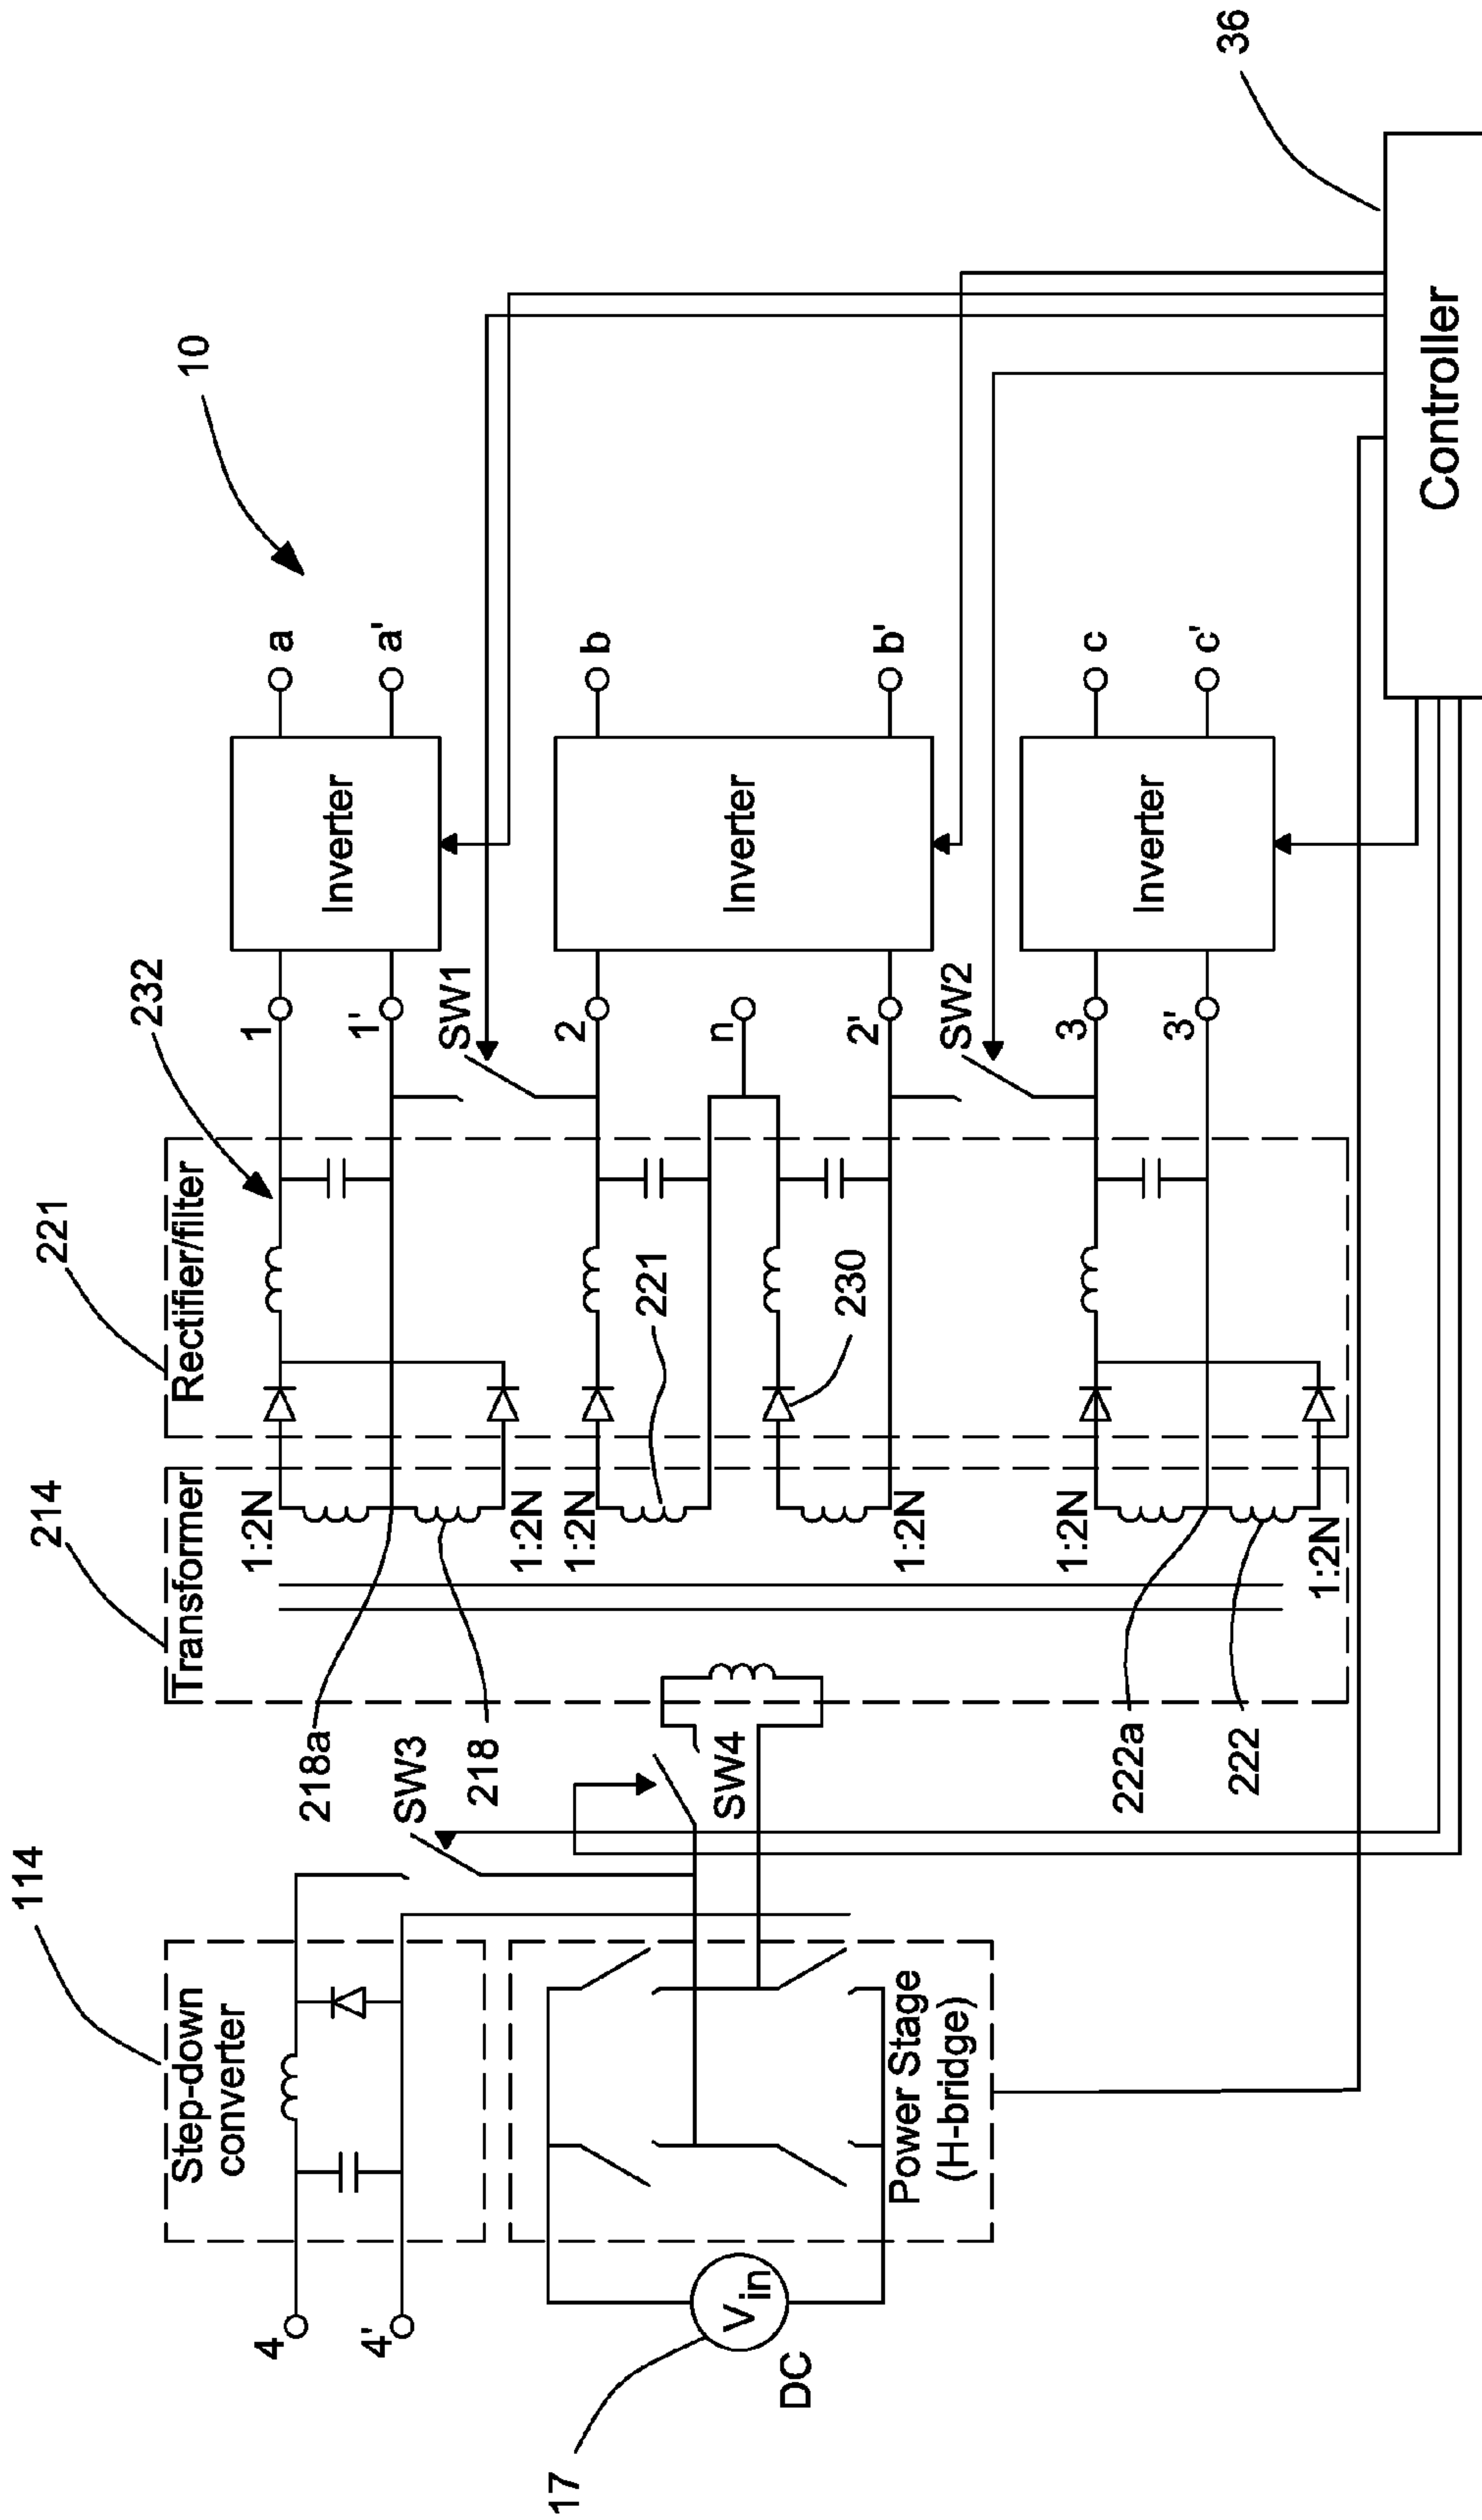 114
214
221
232
10
36
Step-down
converter
Transformer
Rectifier/filter
4
4'
218a
SW3
218
1:2N
1:2N
1:2N
1
1'
SW1
Inverter
a
a'
17
Vin
DC
Power Stage
(H-bridge)
SW4
221
230
1:2N
2
n
2'
SW2
Inverter
b
b'
222a
222
1:2N
1:2N
3
3'
Inverter
c
c'
Controller